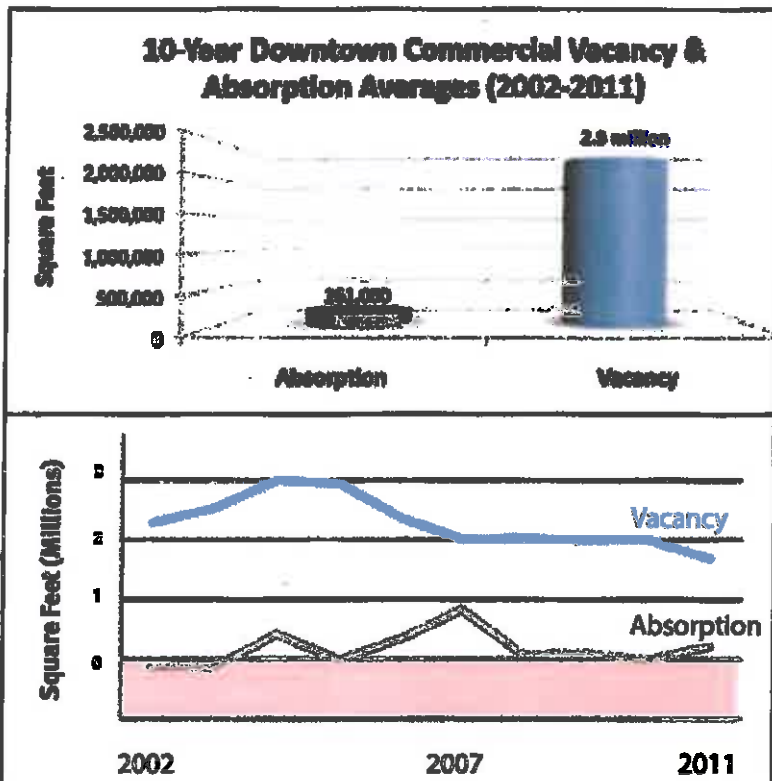 10-Year Downtown Commercial Vacancy &
Absorption Averages (2002-2011)
Square Feet
2,500,000
2,000,000
1,500,000
1,000,000
500,000
0
million
Absorption
Vacancy
Square Feet (Millions)
3
2
1
0
Vacancy
Absorption
2002
2007
2011